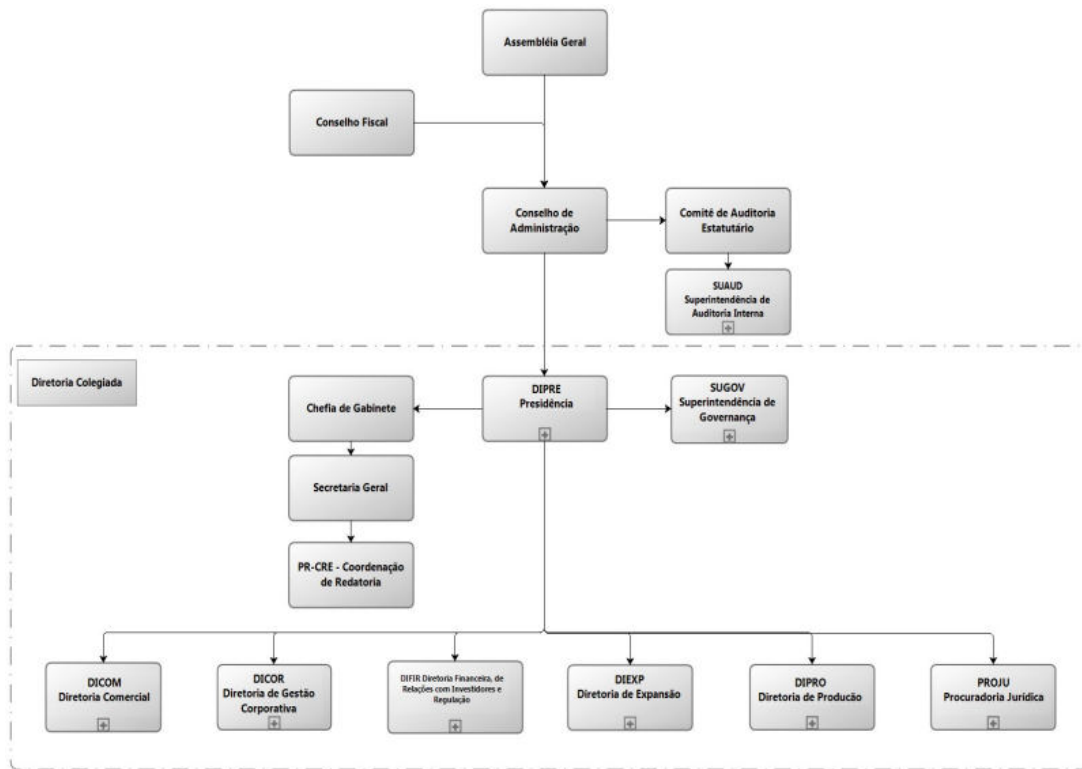 Assembléia Geral
Conselho Fiscal
Conselho de
Administração
Comité de Auditoria
Estatutário
SUAUD
Superintendência de
Auditoria Interna
Diretoria Colegiada
Chefia de Gabinete
DIPRE
Presidência
SUGOV
Superintendência de
Governança
Secretaria Geral
PR-CRE - Coordenação
de Redatoria
DICOM
Diretoria Comercial
DICOR
Diretoria de Gestão
Corporativa
DIFIR Diretoria Financeira, de
Relações com Investidores e
Regulação
DIEXP
Diretoria de Expansão
DIPRO
Diretoria de Producão
PROJU
Procuradoria Jurídica